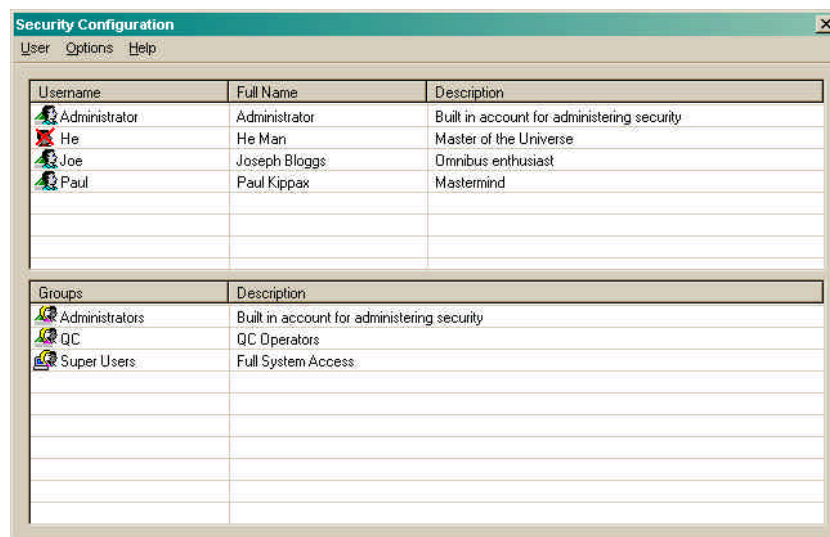 Security Configuration
User Options Help
Username Full Name Description
Administrator Administrator Built in account for administering security
He He Man Master of the Universe
Joe Joseph Bloggs Omnibus enthusiast
Paul Paul Kippax Mastermind
Groups Description
Administrators Built in account for administering security
QC QC Operators
Super Users Full System Access